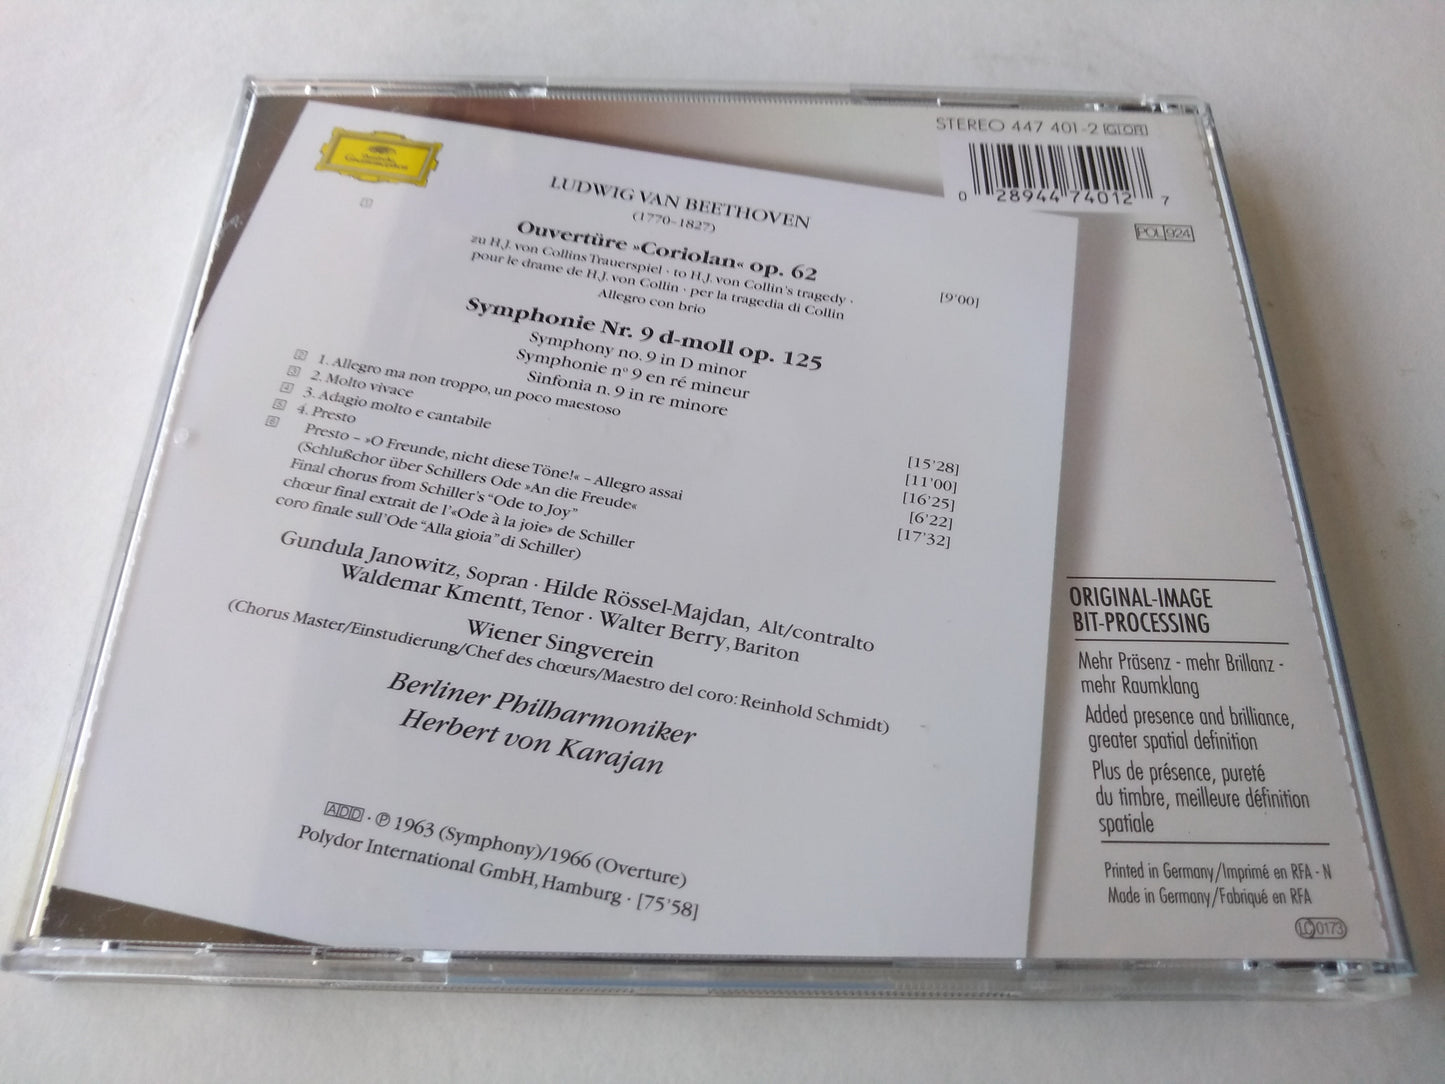 Deutsche
Grammophon
STEREO 447 401-2 GLOR
0 28944 74012 7
POL 924
LUDWIG VAN BEETHOVEN
(1770–1827)
1
Ouvertüre »Coriolan« op. 62
zu H.J. von Collins Trauerspiel · to H.J. von Collin's tragedy ·
pour le drame de H.J. von Collin · per la tragedia di Collin
Allegro con brio
[9'00]
Symphonie Nr. 9 d-moll op. 125
Symphony no. 9 in D minor
Symphonie n° 9 en ré mineur
Sinfonia n. 9 in re minore
2 1. Allegro ma non troppo, un poco maestoso [15'28]
3 2. Molto vivace [11'00]
4 3. Adagio molto e cantabile [16'25]
5 4. Presto [6'22]
6 Presto – »O Freunde, nicht diese Töne!« – Allegro assai [17'32]
(Schlußchor über Schillers Ode »An die Freude«
Final chorus from Schiller's “Ode to Joy”
chœur final extrait de l'«Ode à la joie» de Schiller
coro finale sull'Ode “Alla gioia” di Schiller)
Gundula Janowitz, Sopran · Hilde Rössel-Majdan, Alt/contralto
Waldemar Kmentt, Tenor · Walter Berry, Bariton
Wiener Singverein
(Chorus Master/Einstudierung/Chef des chœurs/Maestro del coro: Reinhold Schmidt)
Berliner Philharmoniker
Herbert von Karajan
ADD · ℗ 1963 (Symphony)/1966 (Overture)
Polydor International GmbH, Hamburg · [75'58]
ORIGINAL-IMAGE
BIT-PROCESSING
Mehr Präsenz - mehr Brillanz -
mehr Raumklang
Added presence and brilliance,
greater spatial definition
Plus de présence, pureté
du timbre, meilleure définition
spatiale
Printed in Germany/Imprimé en RFA - N
Made in Germany/Fabriqué en RFA
LC 0173